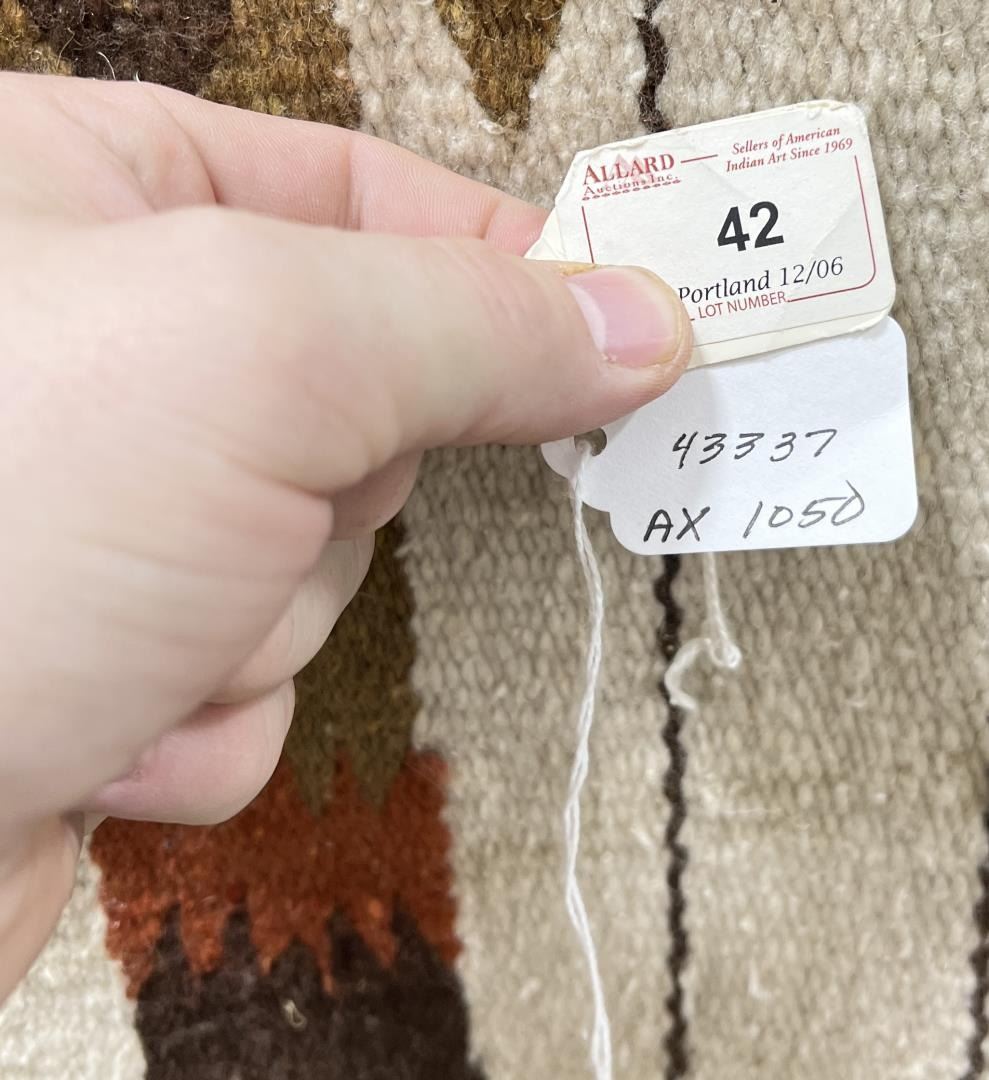 ALLARD
Auctions Inc.
Sellers of American
Indian Art Since 1969
42
Portland 12/06
LOT NUMBER
43337
AX 1050